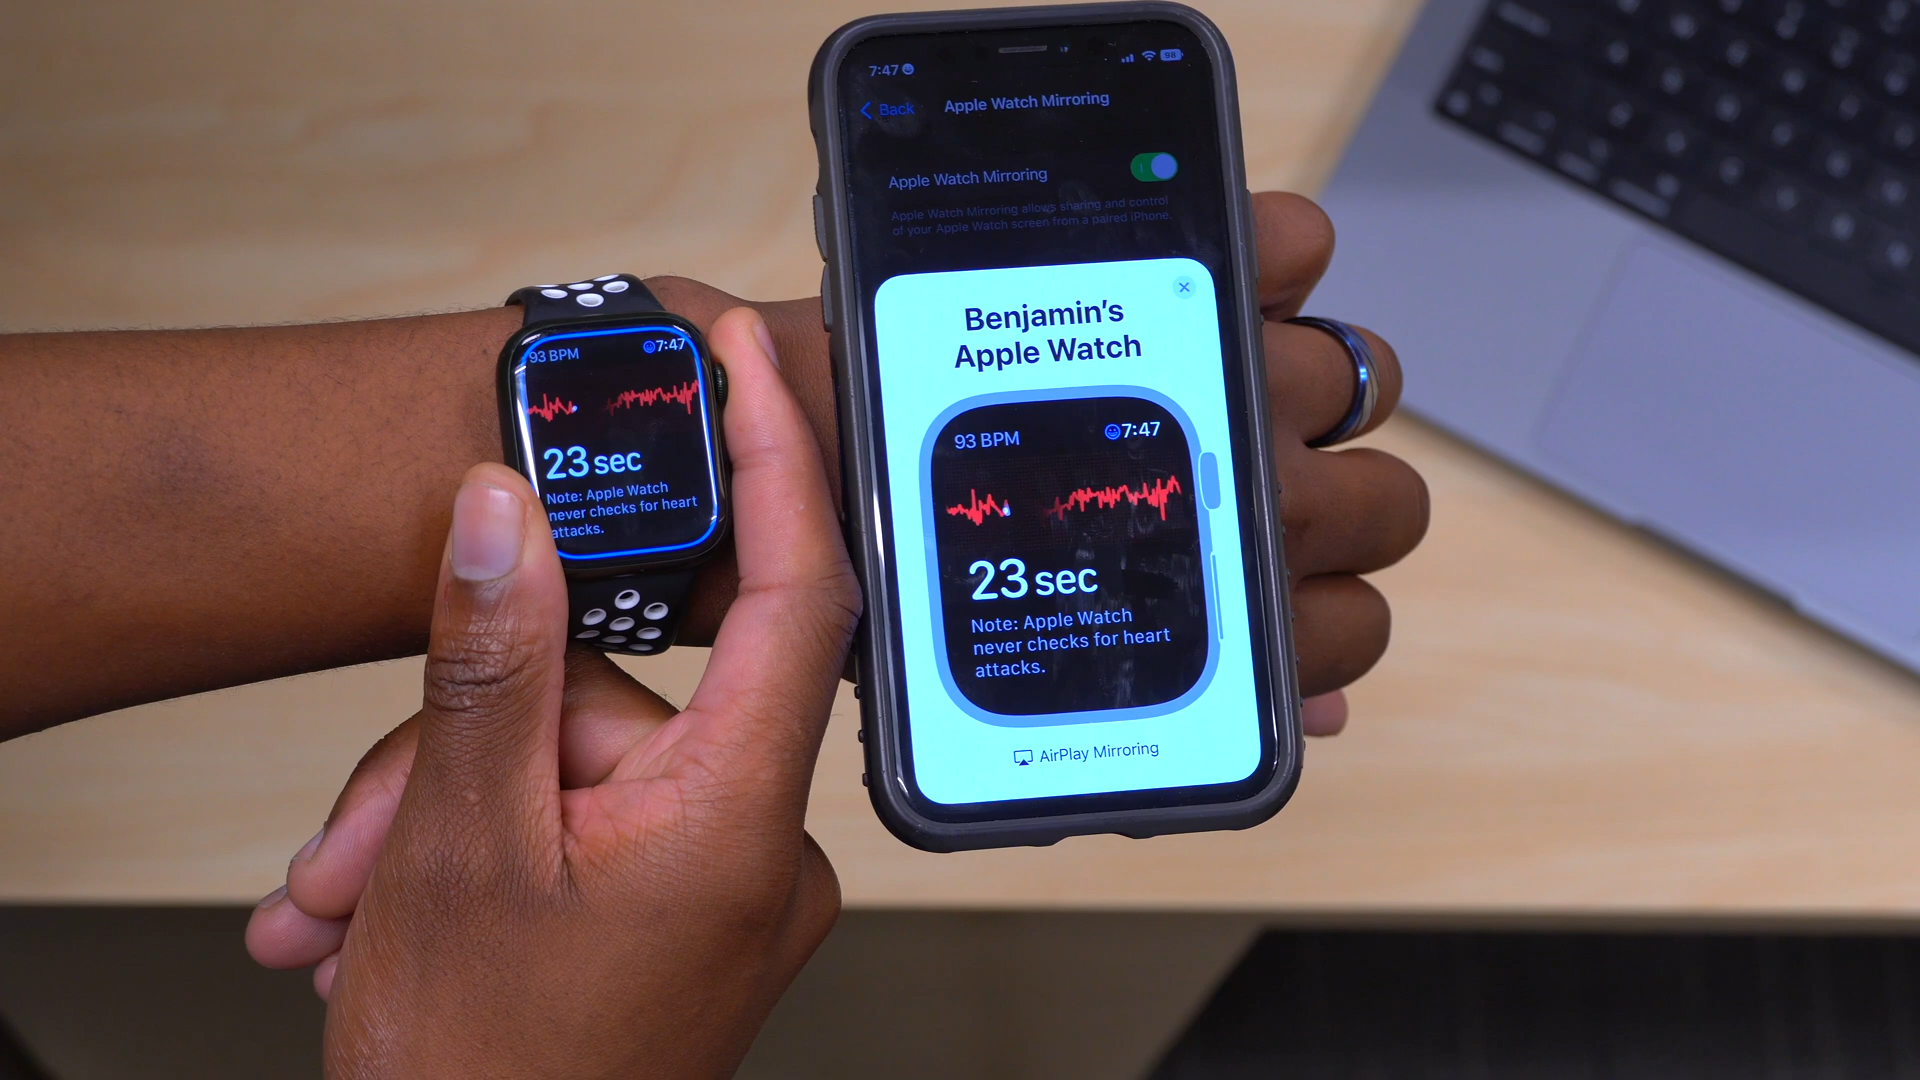 93 BPM 7:47
23 sec
Note: Apple Watch
never checks for heart
attacks.
7:47 98
Back Apple Watch Mirroring
Apple Watch Mirroring
Apple Watch Mirroring allows sharing and control
of your Apple Watch screen from a paired iPhone.
Benjamin's
Apple Watch
93 BPM 7:47
23 sec
Note: Apple Watch
never checks for heart
attacks.
AirPlay Mirroring